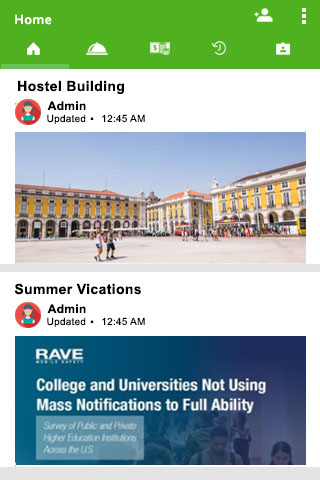 Home
Hostel Building
Admin
Updated • 12:45 AM
Summer Vications
Admin
Updated • 12:45 AM
RAVE
MOBILE SAFETY
College and Universities Not Using
Mass Notifications to Full Ability
Survey of Public and Private
Higher Education Institutions
Across the U.S.